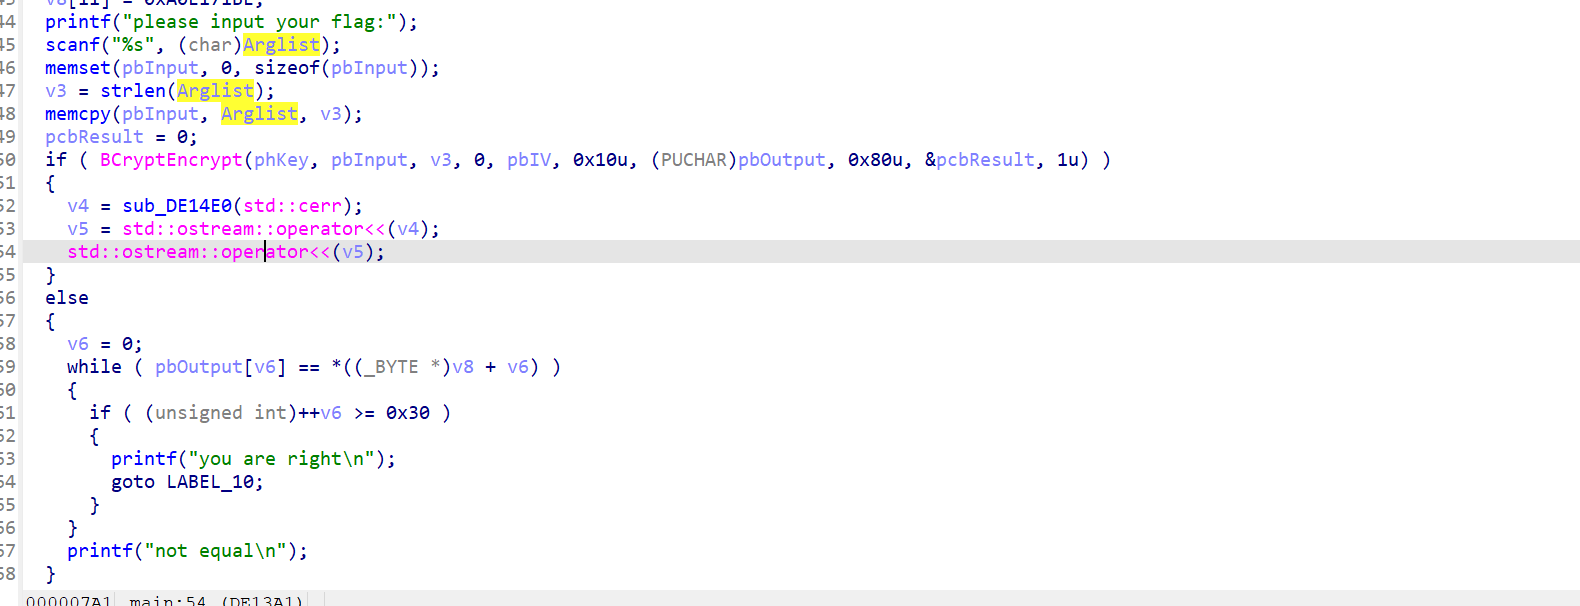 44 printf("please input your flag:");
45 scanf("%s", (char)Arglist);
46 memset(pbInput, 0, sizeof(pbInput));
47 v3 = strlen(Arglist);
48 memcpy(pbInput, Arglist, v3);
49 pcbResult = 0;
50 if ( BCryptEncrypt(phKey, pbInput, v3, 0, pbIV, 0x10u, (PUCHAR)pbOutput, 0x80u, &pcbResult, 1u) )
51 {
52 v4 = sub_DE14E0(std::cerr);
53 v5 = std::ostream::operator<<(v4);
54 std::ostream::operator<<(v5);
55 }
56 else
57 {
58 v6 = 0;
59 while ( pbOutput[v6] == *((_BYTE *)v8 + v6) )
60 {
61 if ( (unsigned int)++v6 >= 0x30 )
62 {
63 printf("you are right\n");
64 goto LABEL_10;
65 }
66 }
67 printf("not equal\n");
68 }
000007A1 main:54 (DE13A1)